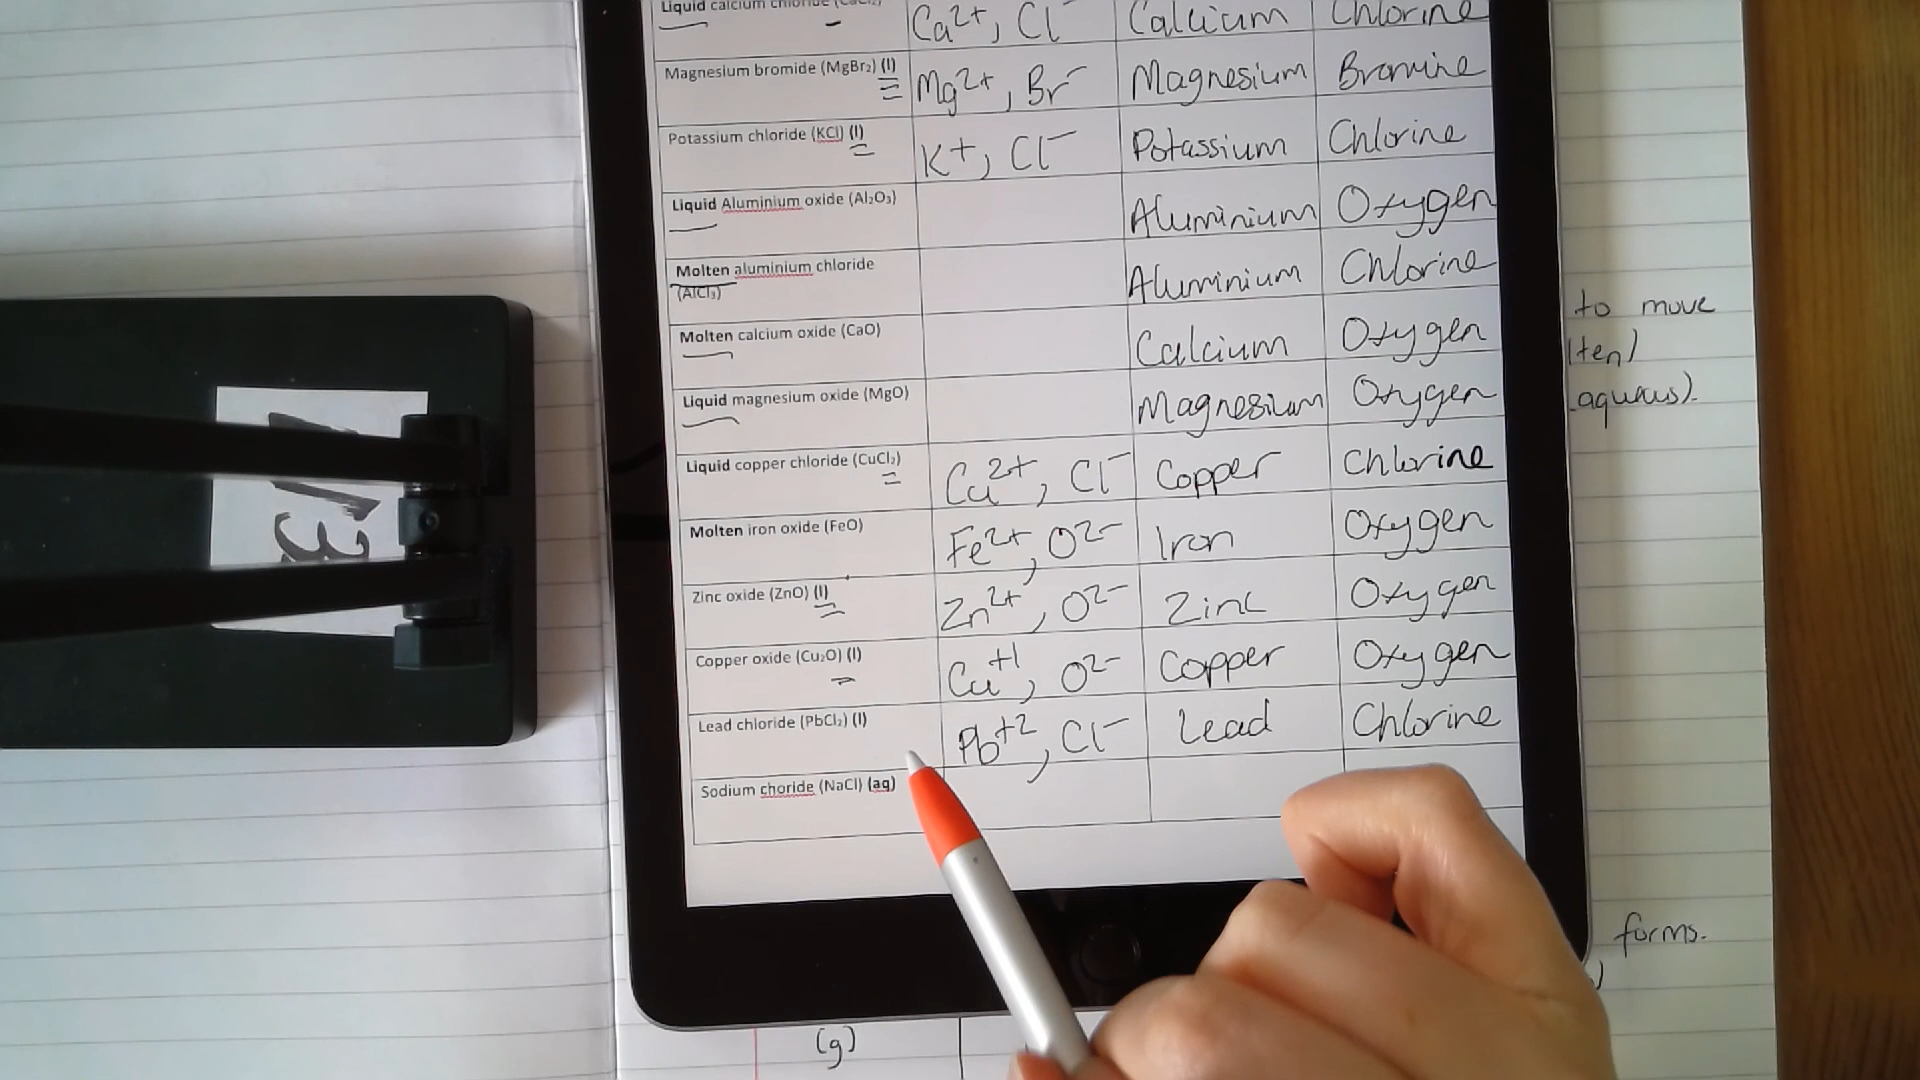 Liquid calcium chloride (CaCl₂) Ca2+, Cl- Calcium Chlorine
Magnesium bromide (MgBr₂) (l) Mg2+, Br- Magnesium Bromine
Potassium chloride (KCl) (l) K+, Cl- Potassium Chlorine
Liquid Aluminium oxide (Al₂O₃) Aluminium Oxygen
Molten aluminium chloride Aluminium Chlorine
(AlCl₃)
Molten calcium oxide (CaO) Calcium Oxygen
Liquid magnesium oxide (MgO) Magnesium Oxygen
Liquid copper chloride (CuCl₂) Cu2+, Cl- Copper Chlorine
Molten iron oxide (FeO) Fe2+, O2- Iron Oxygen
Zinc oxide (ZnO) (l) Zn2+, O2- Zinc Oxygen
Copper oxide (Cu₂O) (l) Cu+1, O2- Copper Oxygen
Lead chloride (PbCl₂) (l) Pb+2, Cl- Lead Chlorine
Sodium choride (NaCl) (aq)
to move
lten)
aqueous).
forms.
)
(g)